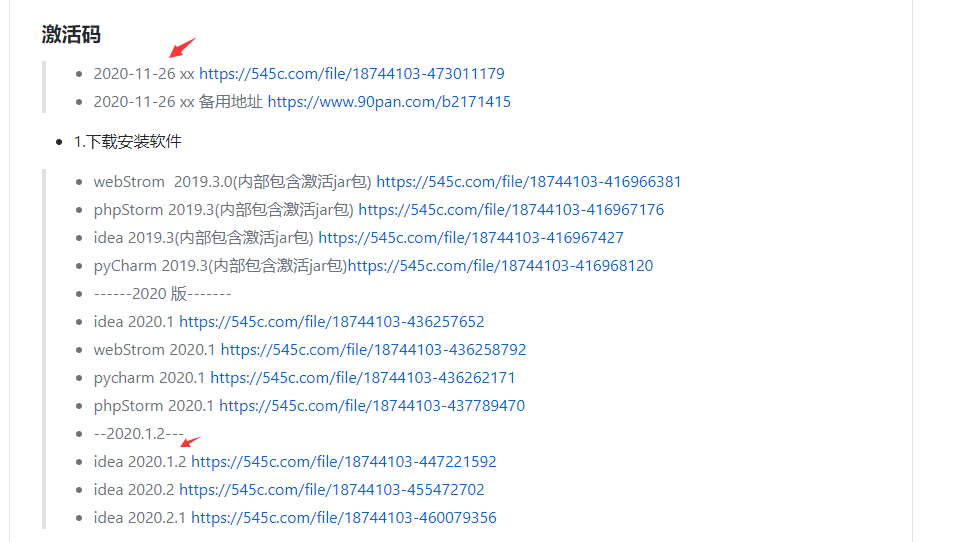 激活码
2020-11-26 xx https://545c.com/file/18744103-473011179
2020-11-26 xx 备用地址 https://www.90pan.com/b2171415
1.下载安装软件
webStrom 2019.3.0(内部包含激活jar包) https://545c.com/file/18744103-416966381
phpStorm 2019.3(内部包含激活jar包) https://545c.com/file/18744103-416967176
idea 2019.3(内部包含激活jar包) https://545c.com/file/18744103-416967427
pyCharm 2019.3(内部包含激活jar包)https://545c.com/file/18744103-416968120
------2020 版-------
idea 2020.1 https://545c.com/file/18744103-436257652
webStrom 2020.1 https://545c.com/file/18744103-436258792
pycharm 2020.1 https://545c.com/file/18744103-436262171
phpStorm 2020.1 https://545c.com/file/18744103-437789470
--2020.1.2---
idea 2020.1.2 https://545c.com/file/18744103-447221592
idea 2020.2 https://545c.com/file/18744103-455472702
idea 2020.2.1 https://545c.com/file/18744103-460079356